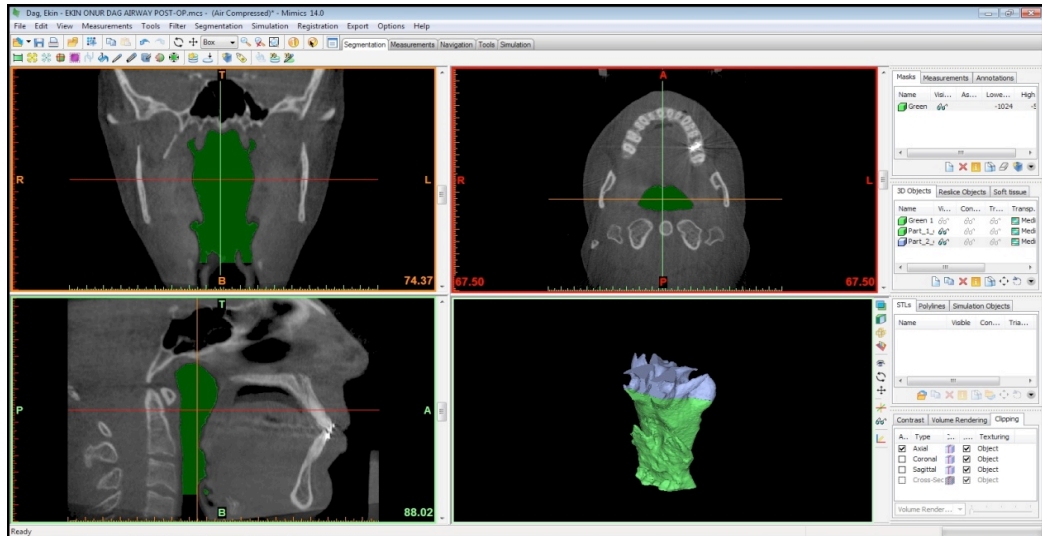 Dag, Ekin - EKIN ONUR DAG AIRWAY POST-OP.mcs - (Air Compressed)* - Mimics 14.0
File Edit View Measurements Tools Filter Segmentation Simulation Registration Export Options Help
Box Segmentation Measurements Navigation Tools Simulation
T
R
L
B
74.37
A
R
L
P
67.50
67.50
T
P
A
B
88.02
Masks Measurements Annotations
Name Visi... As... Lowe... High
Green -1024
3D Objects Reslice Objects Soft tissue
Name Vi... Con... Tr... Transp.
Green 1 Medi
Part_1_ Medi
Part_2_ Medi
STLs Polylines Simulation Objects
Name Visible Con... Tria...
Contrast Volume Rendering Clipping
A.. Type .... Texturing
Axial Object
Coronal Object
Sagittal Object
Cross-Sec Object
Volume Render...
Ready